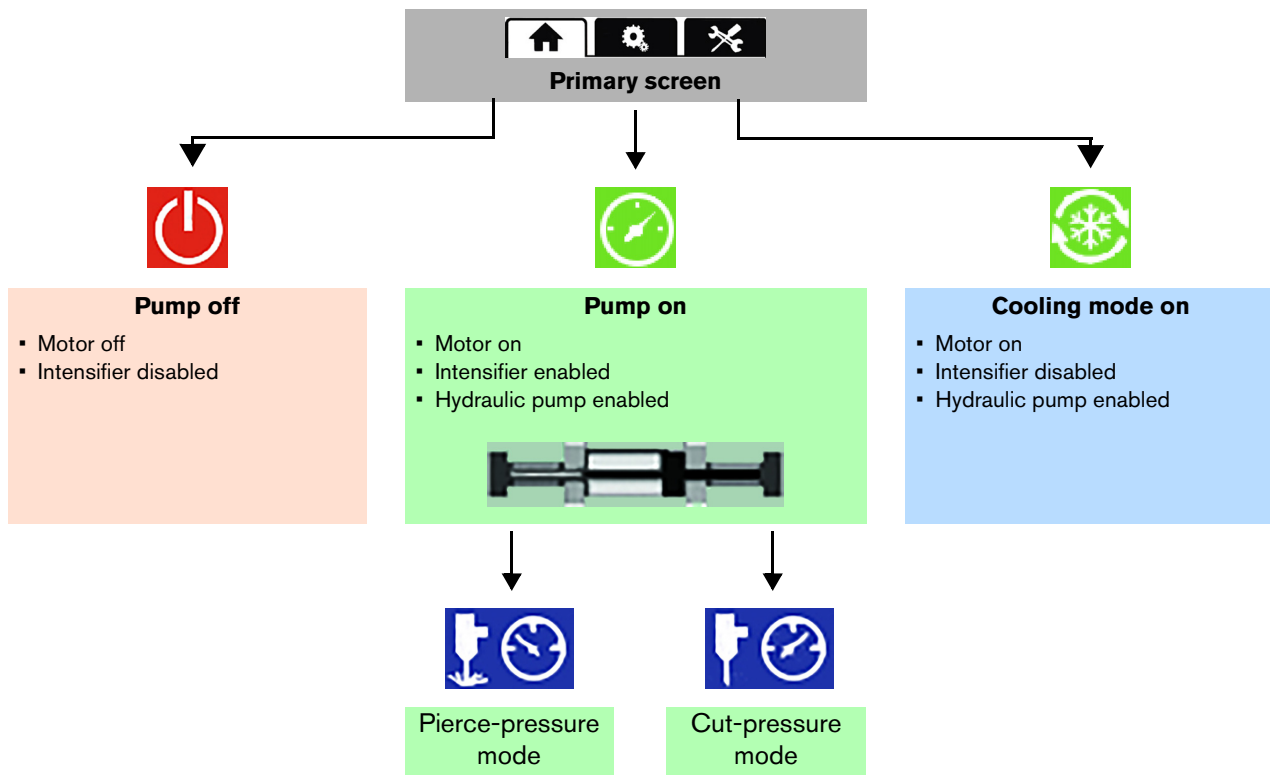 Primary screen
Pump off
▪ Motor off
▪ Intensifier disabled
Pump on
▪ Motor on
▪ Intensifier enabled
▪ Hydraulic pump enabled
Cooling mode on
▪ Motor on
▪ Intensifier disabled
▪ Hydraulic pump enabled
Pierce-pressure
mode
Cut-pressure
mode